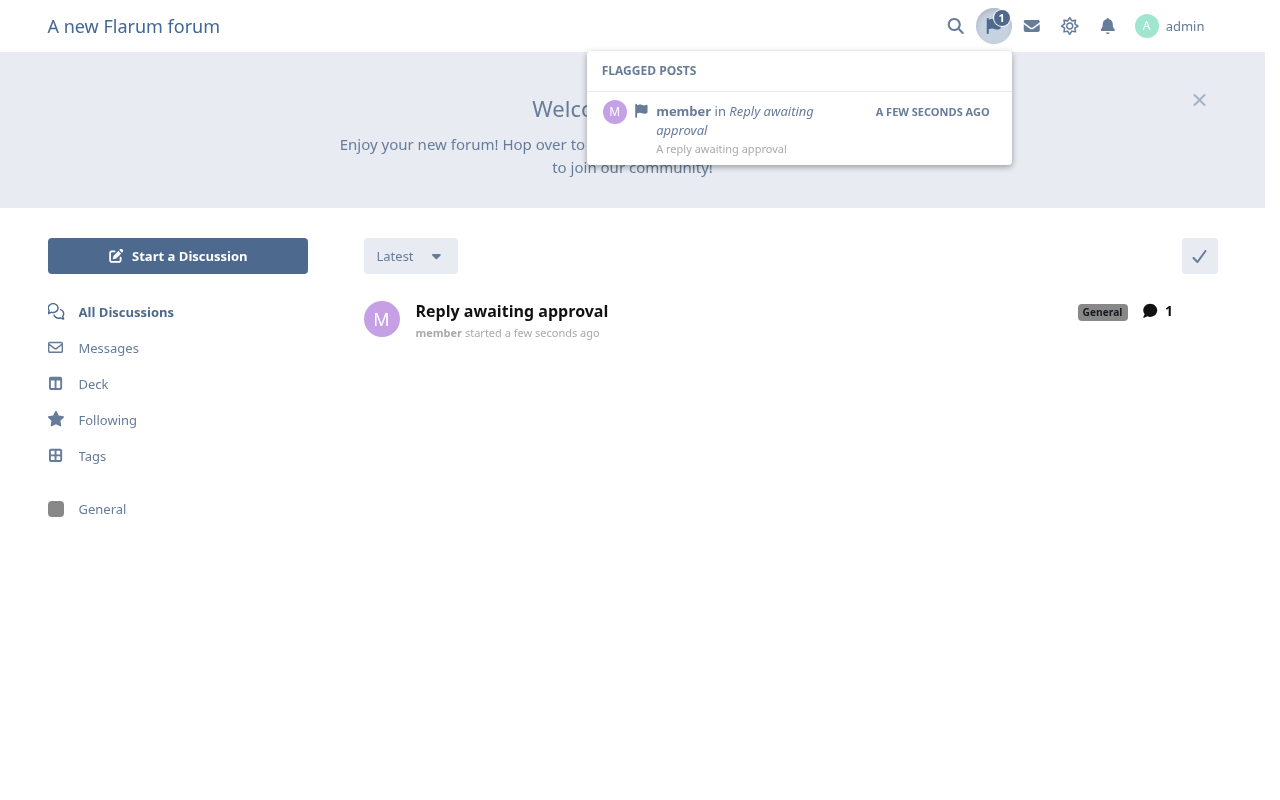 A new Flarum forum
1
A admin
FLAGGED POSTS
M member in Reply awaiting approval A FEW SECONDS AGO
A reply awaiting approval
Welco
Enjoy your new forum! Hop over to
to join our community!
Start a Discussion
Latest
All Discussions
Messages
Deck
Following
Tags
General
M Reply awaiting approval General 1
member started a few seconds ago